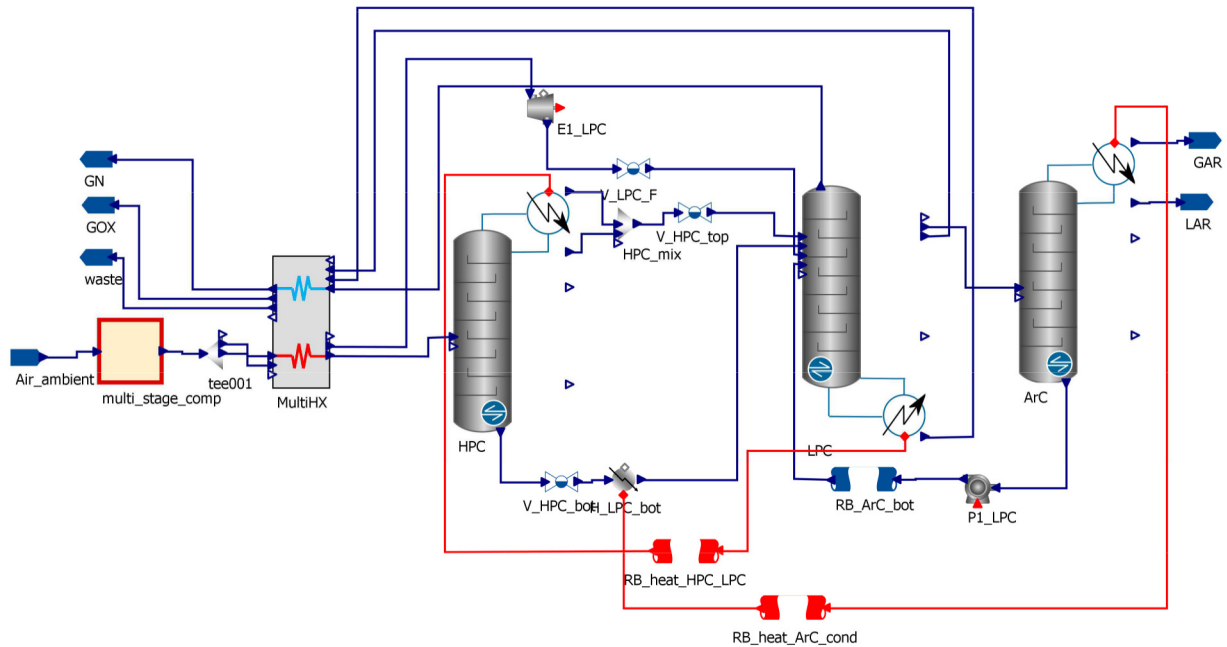 E1_LPC
GN
V_LPC_F
GAR
GOX
V_HPC_top
LAR
HPC_mix
waste
Air_ambient
multi_stage_comp
tee001
MultiHX
HPC
LPC
ArC
V_HPC_bot
H_LPC_bot
RB_ArC_bot
P1_LPC
RB_heat_HPC_LPC
RB_heat_ArC_cond